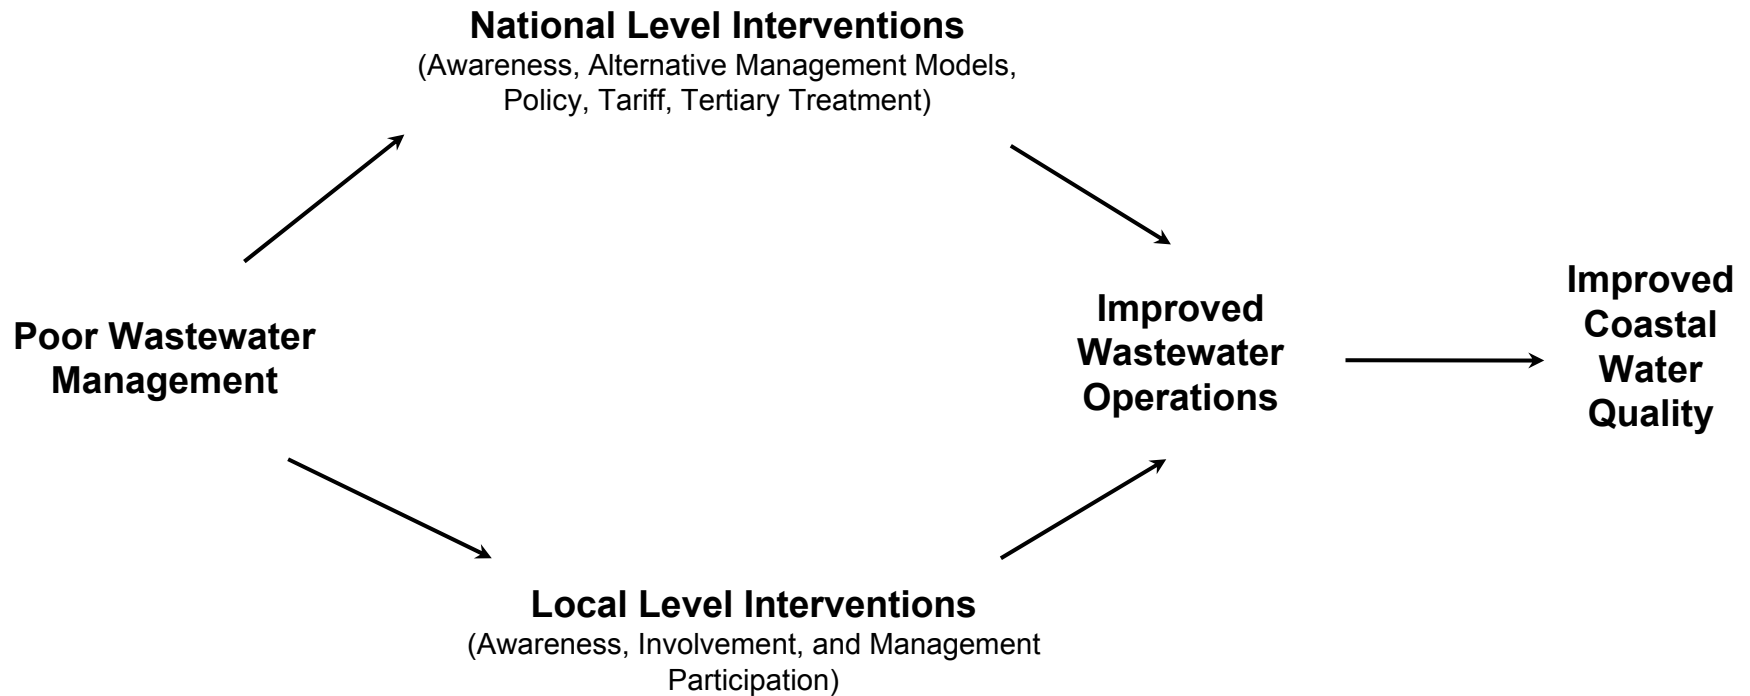 National Level Interventions
(Awareness, Alternative Management Models,
Policy, Tariff, Tertiary Treatment)
Poor Wastewater
Management
Improved
Wastewater
Operations
Improved
Coastal
Water
Quality
Local Level Interventions
(Awareness, Involvement, and Management
Participation)